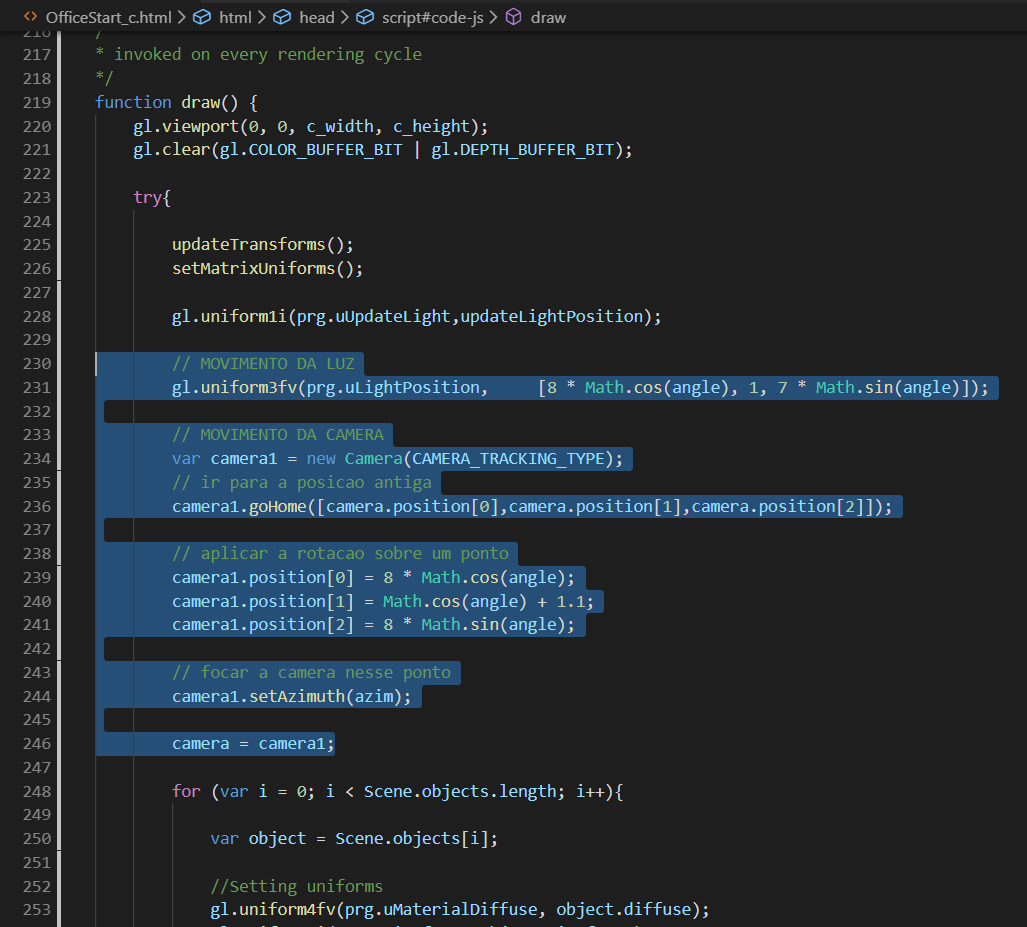 OfficeStart_c.html > html > head > script#code-js > draw
216 /
217 * invoked on every rendering cycle
218 */
219 function draw() {
220 gl.viewport(0, 0, c_width, c_height);
221 gl.clear(gl.COLOR_BUFFER_BIT | gl.DEPTH_BUFFER_BIT);
222
223 try{
224
225 updateTransforms();
226 setMatrixUniforms();
227
228 gl.uniform1i(prg.uUpdateLight,updateLightPosition);
229
230 // MOVIMENTO DA LUZ
231 gl.uniform3fv(prg.uLightPosition, [8 * Math.cos(angle), 1, 7 * Math.sin(angle)]);
232
233 // MOVIMENTO DA CAMERA
234 var camera1 = new Camera(CAMERA_TRACKING_TYPE);
235 // ir para a posicao antiga
236 camera1.goHome([camera.position[0],camera.position[1],camera.position[2]]);
237
238 // aplicar a rotacao sobre um ponto
239 camera1.position[0] = 8 * Math.cos(angle);
240 camera1.position[1] = Math.cos(angle) + 1.1;
241 camera1.position[2] = 8 * Math.sin(angle);
242
243 // focar a camera nesse ponto
244 camera1.setAzimuth(azim);
245
246 camera = camera1;
247
248 for (var i = 0; i < Scene.objects.length; i++){
249
250 var object = Scene.objects[i];
251
252 //Setting uniforms
253 gl.uniform4fv(prg.uMaterialDiffuse, object.diffuse);